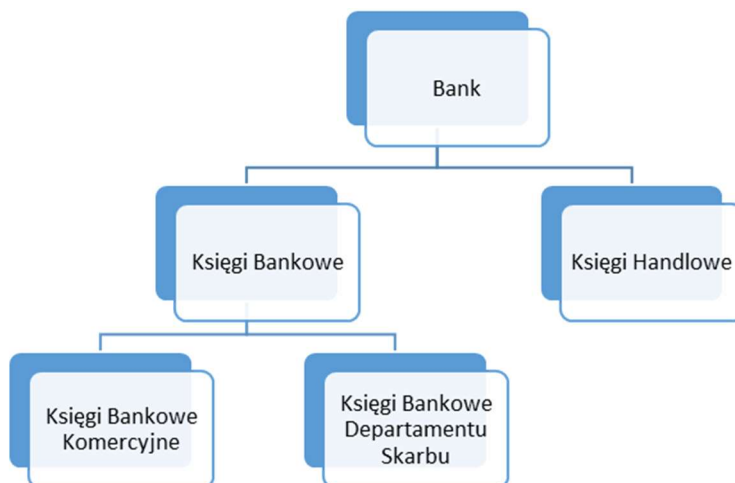 Bank
Księgi Bankowe
Księgi Handlowe
Księgi Bankowe
Komercyjne
Księgi Bankowe
Departamentu
Skarbu